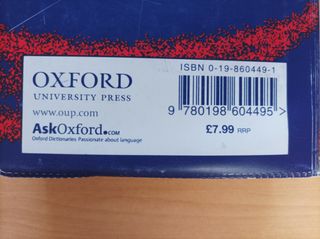 ISBN 0-19-860449-1
OXFORD
UNIVERSITY PRESS
www.oup.com
AskOxford.COM
Oxford Dictionaries Passionate about language
9 780198 604495 >
£7.99 RRP